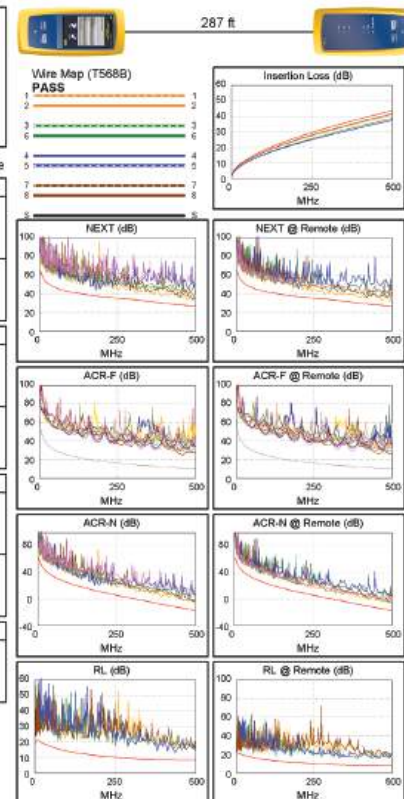 287 ft
Wire Map (T568B)
PASS
1 1
2 2
3 3
6 6
4 4
5 5
7 7
8 8
S S
Insertion Loss (dB)
60
50
40
30
20
10
0
0 250 500
MHz
NEXT (dB)
100
80
60
40
20
0
0 250 500
MHz
NEXT @ Remote (dB)
100
80
60
40
20
0
0 250 500
MHz
ACR-F (dB)
100
80
60
40
20
0
0 250 500
MHz
ACR-F @ Remote (dB)
100
80
60
40
20
0
0 250 500
MHz
ACR-N (dB)
80
40
0
-40
0 250 500
MHz
ACR-N @ Remote (dB)
80
40
0
-40
0 250 500
MHz
RL (dB)
60
50
40
30
20
10
0
0 250 500
MHz
RL @ Remote (dB)
100
80
60
40
20
0
0 250 500
MHz